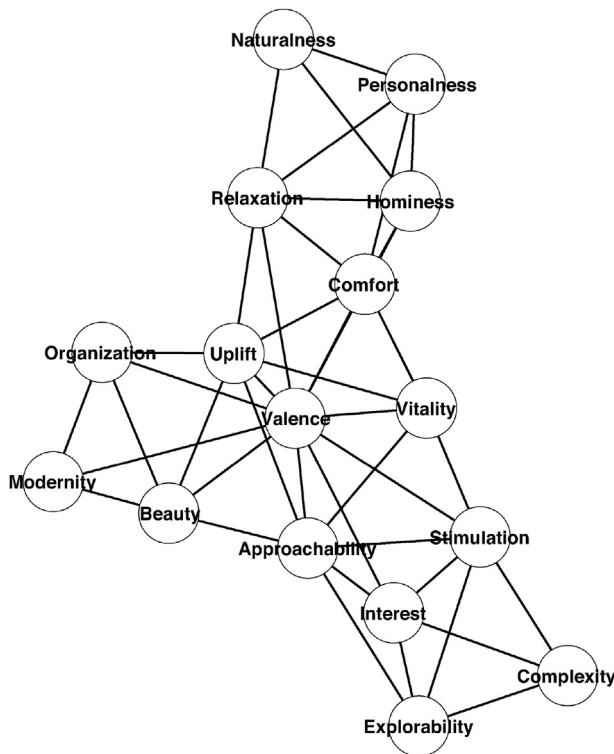 Naturalness
Personalness
Relaxation
Hominess
Comfort
Organization
Uplift
Valence
Vitality
Modernity
Beauty
Approachability
Stimulation
Interest
Complexity
Explorability